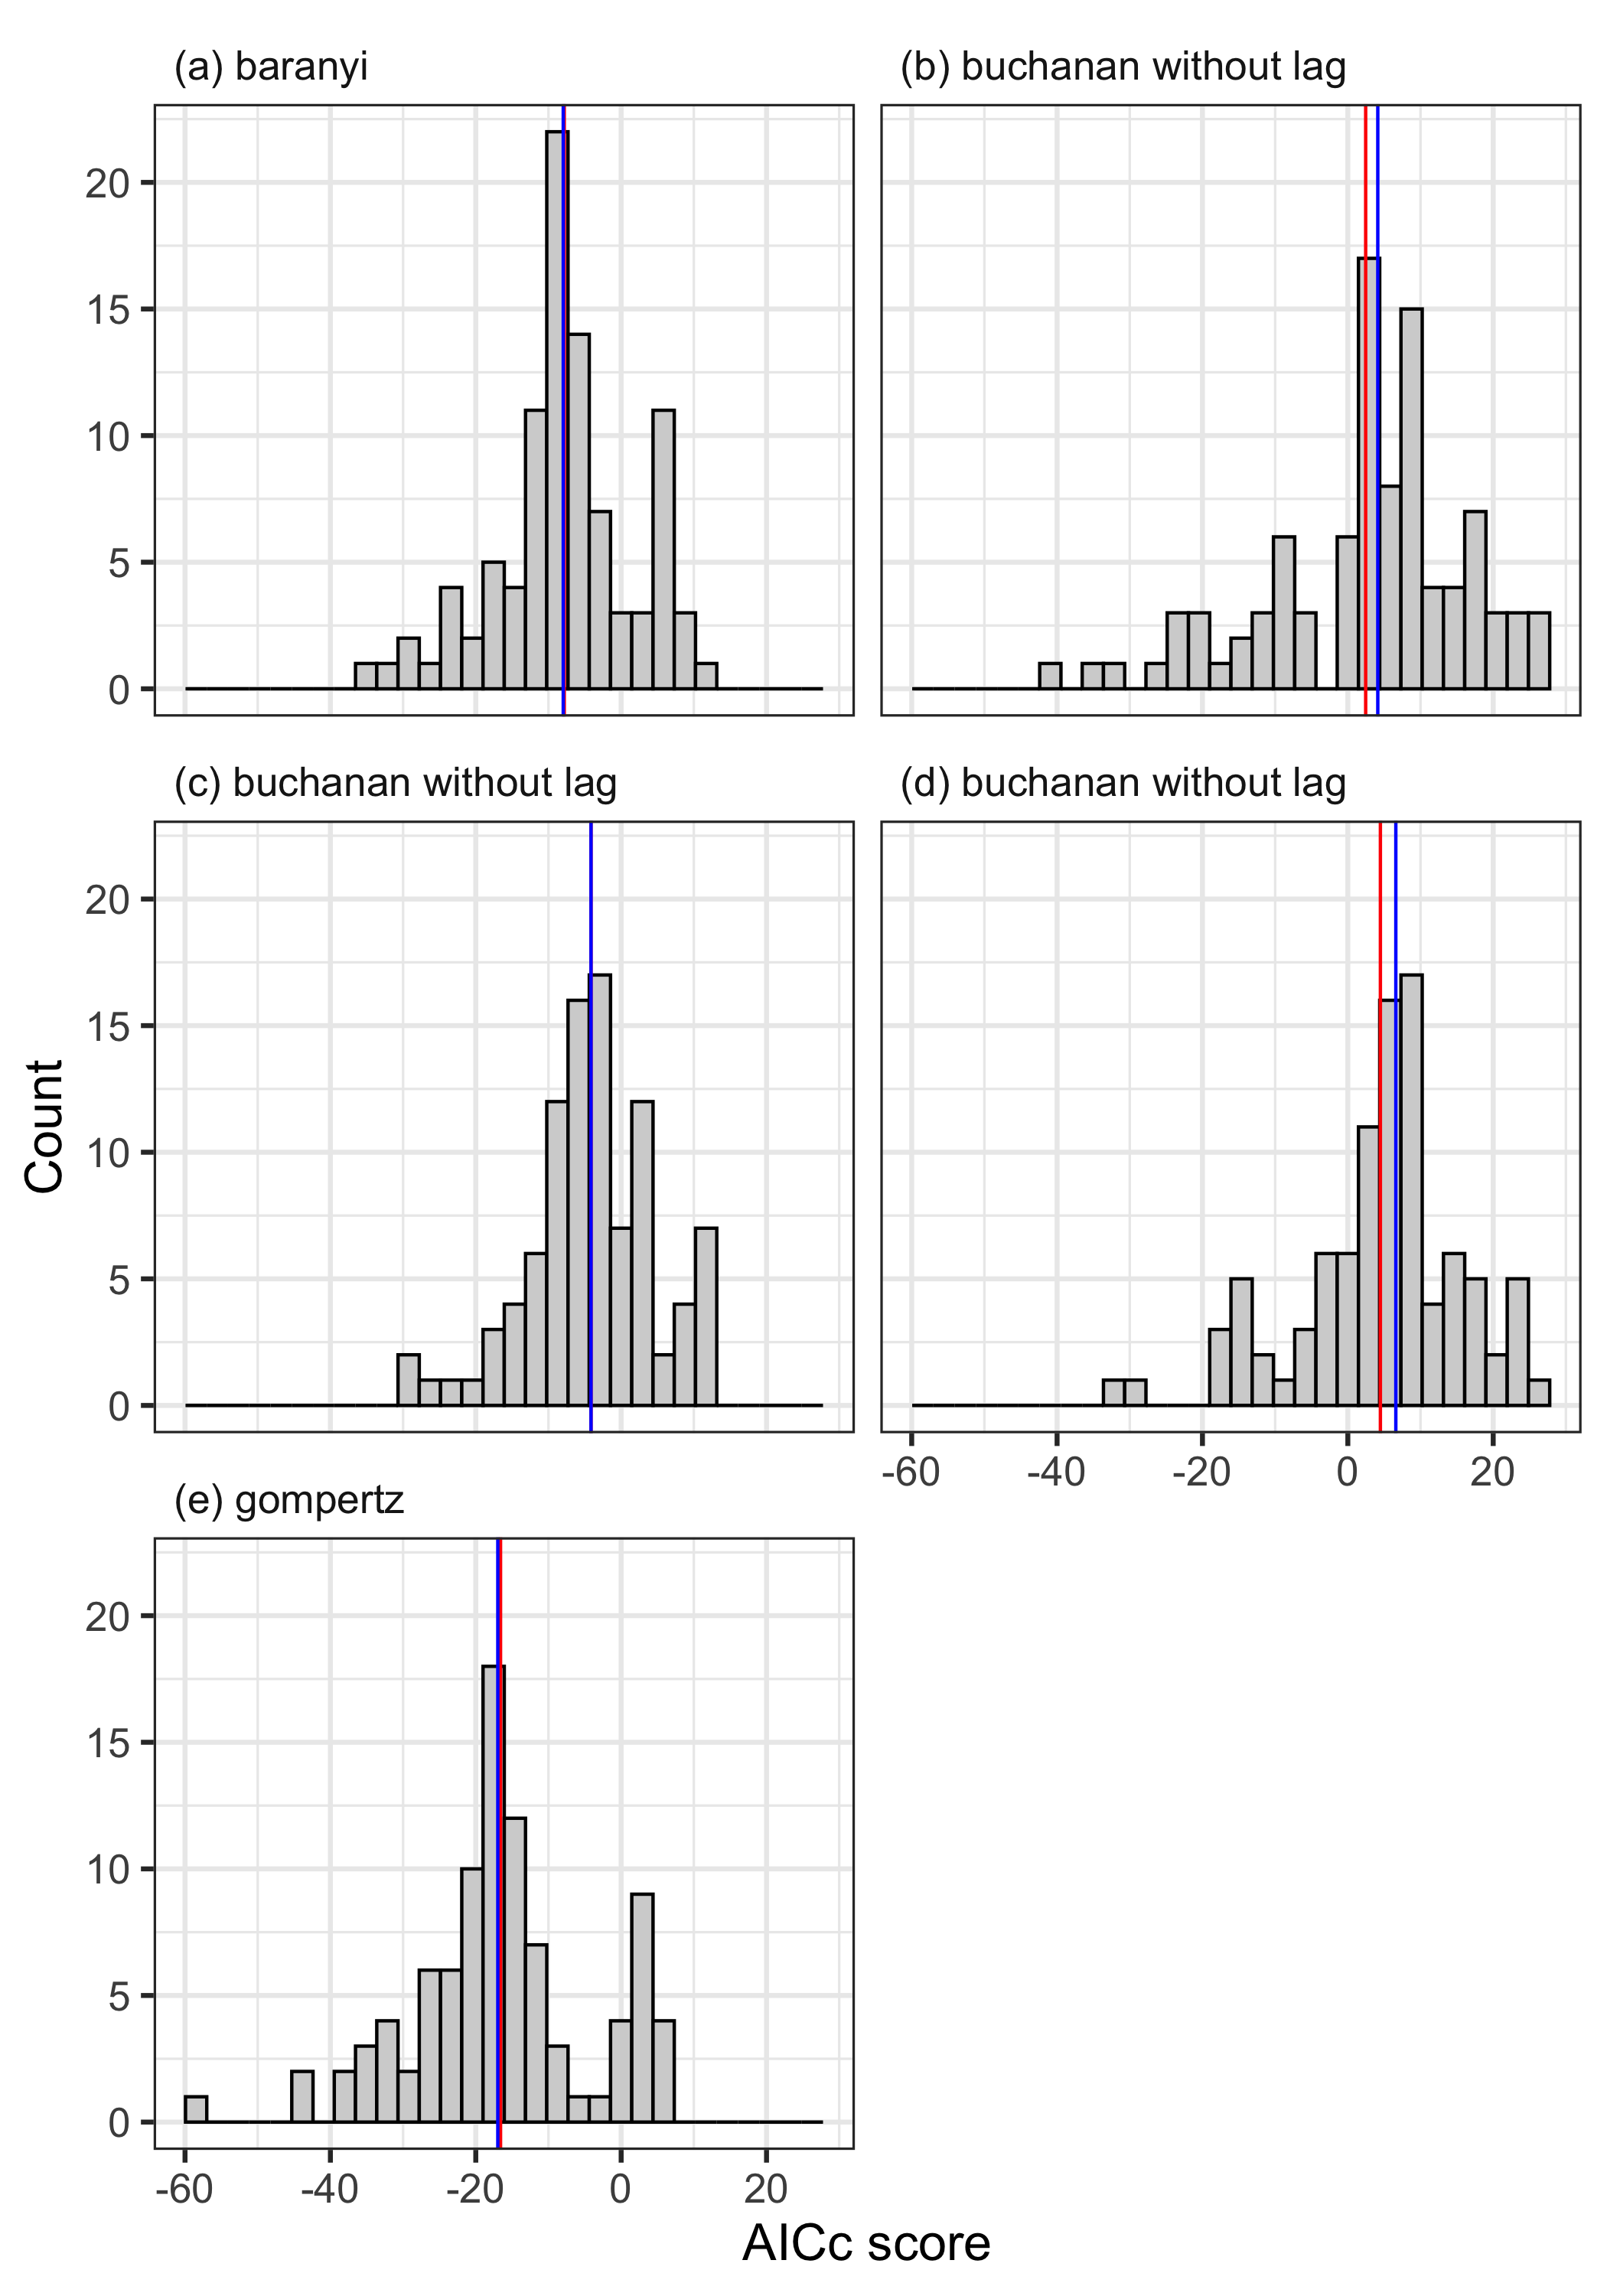 (a) baranyi
(b) buchanan without lag
20
15
10
5
0
(c) buchanan without lag
(d) buchanan without lag
20
15
10
5
0
-60 -40 -20 0 20
(e) gompertz
20
15
10
5
0
-60 -40 -20 0 20
Count
AICc score